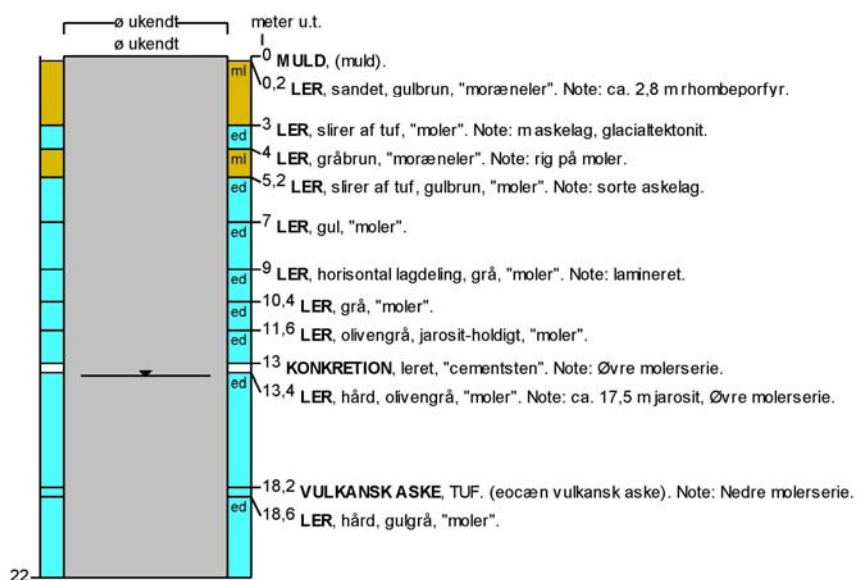 ø ukendt meter u.t.
ø ukendt
0 MULD, (muld).
ml
0,2 LER, sandet, gulbrun, "moræneler". Note: ca. 2,8 m rhombeporfyr.
3 LER, slirer af tuf, "moler". Note: m askelag, glacialtektonit.
ed
4 LER, gråbrun, "moræneler". Note: rig på moler.
ml
5,2 LER, slirer af tuf, gulbrun, "moler". Note: sorte askelag.
ed
7 LER, gul, "moler".
ed
9 LER, horisontal lagdeling, grå, "moler". Note: lamineret.
ed
10,4 LER, grå, "moler".
ed
11,6 LER, olivengrå, jarosit-holdigt, "moler".
ed
13 KONKRETION, leret, "cementsten". Note: Øvre molerserie.
ed
13,4 LER, hård, olivengrå, "moler". Note: ca. 17,5 m jarosit, Øvre molerserie.
18,2 VULKANSK ASKE, TUF. (eocæn vulkansk aske). Note: Nedre molerserie.
ed
18,6 LER, hård, gulgrå, "moler".
22